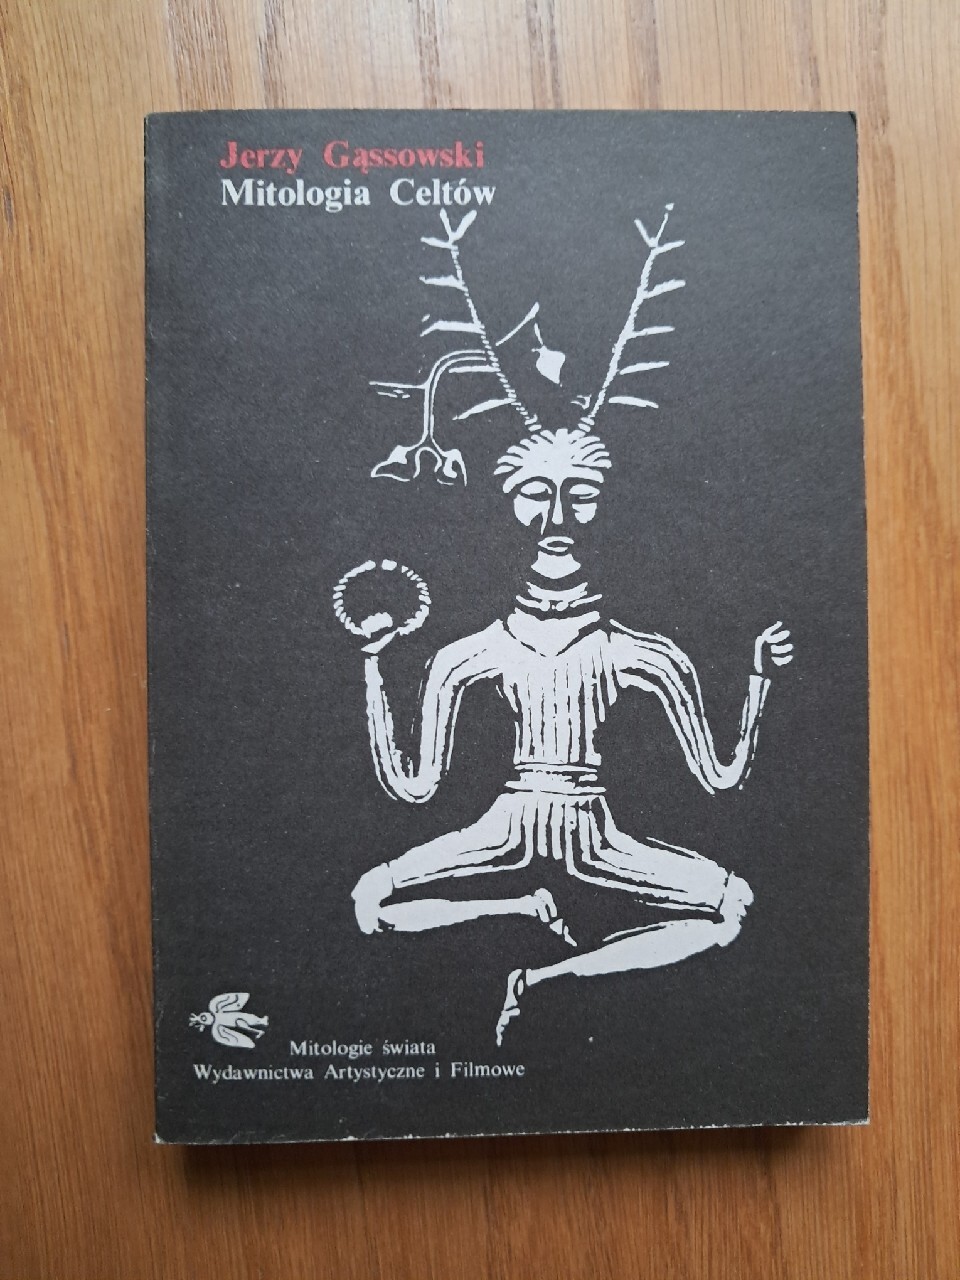 Jerzy Gąssowski
Mitologia Celtów
Mitologie świata
Wydawnictwa Artystyczne i Filmowe